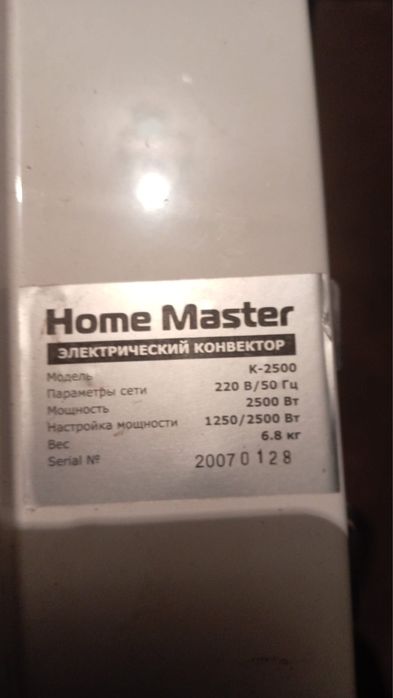 Home Master
ЭЛЕКТРИЧЕСКИЙ КОНВЕКТОР
Модель K-2500
Параметры сети 220 В/50 Гц
Мощность 2500 Вт
Настройка мощности 1250/2500 Вт
Вес 6.8 кг
Serial № 20070128